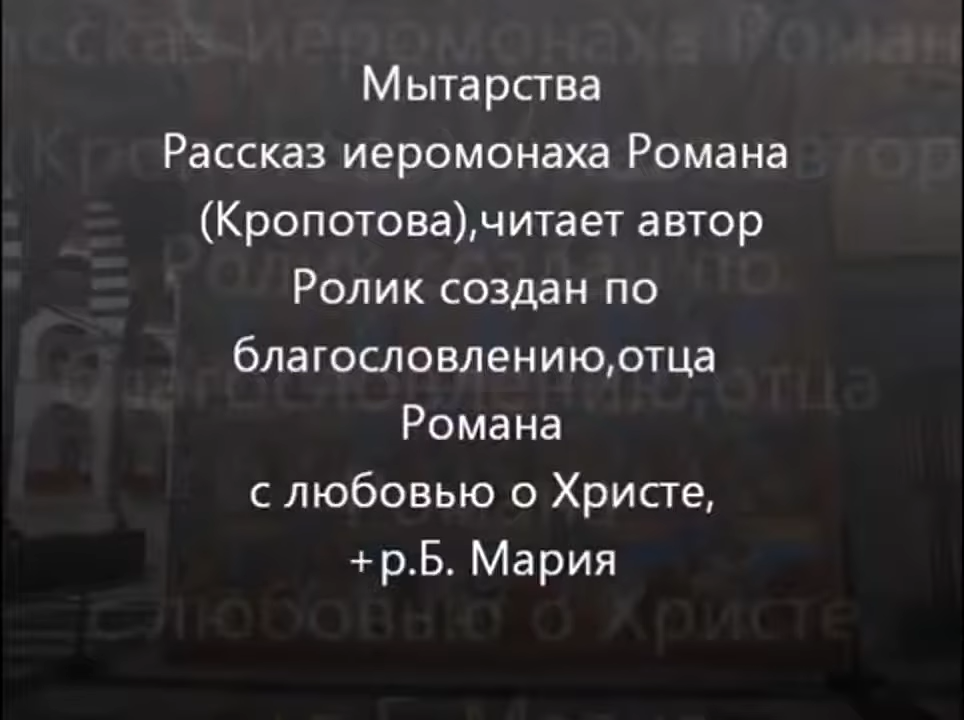 Мытарства
Рассказ иеромонаха Романа
(Кропотова),читает автор
Ролик создан по
благословлению,отца
Романа
с любовью о Христе,
+р.Б. Мария